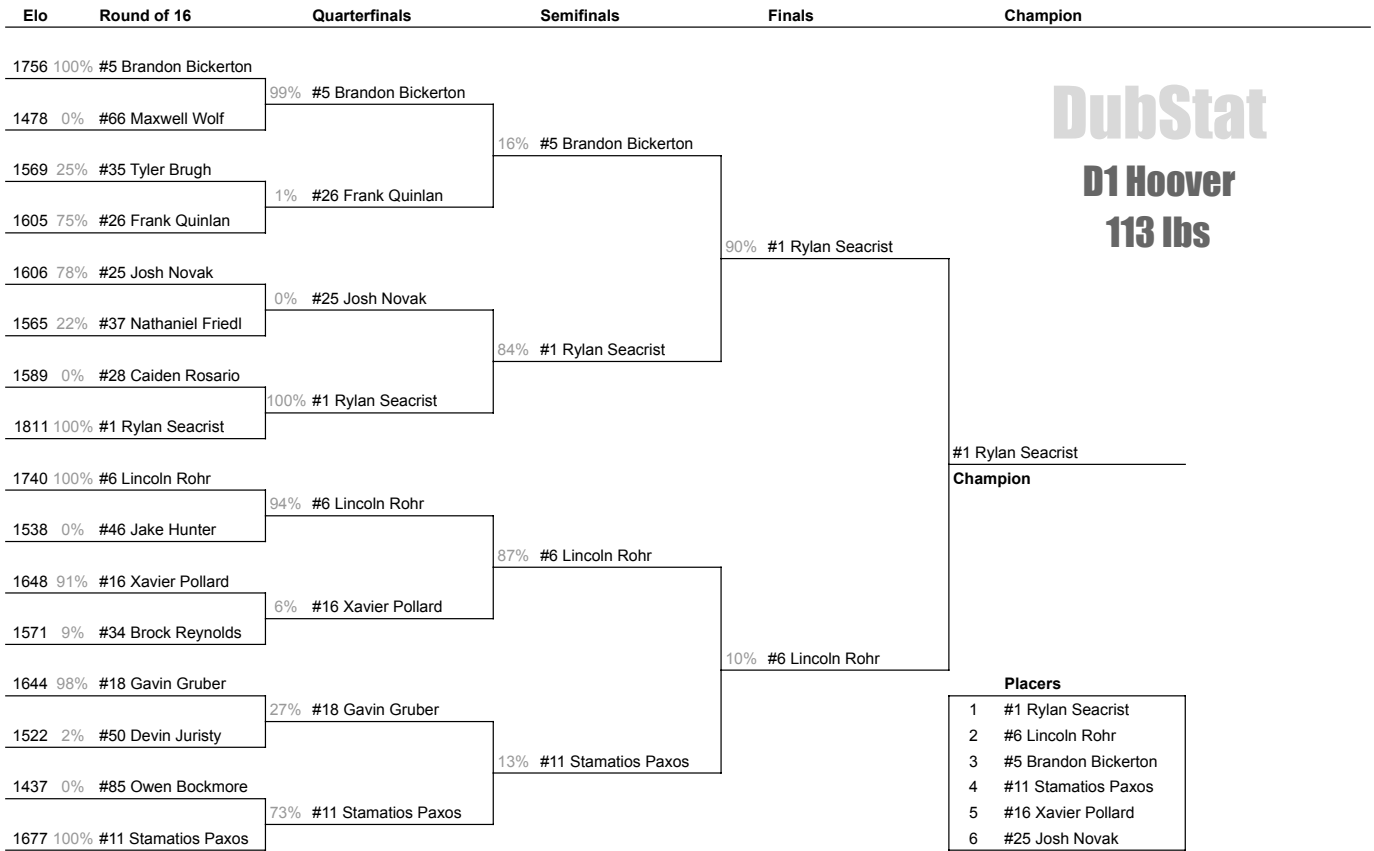 Elo Round of 16 Quarterfinals Semifinals Finals Champion
1756 100% #5 Brandon Bickerton
99% #5 Brandon Bickerton
DubStat
1478 0% #66 Maxwell Wolf
16% #5 Brandon Bickerton
1569 25% #35 Tyler Brugh
D1 Hoover
1% #26 Frank Quinlan
1605 75% #26 Frank Quinlan
113 lbs
90% #1 Rylan Seacrist
1606 78% #25 Josh Novak
0% #25 Josh Novak
1565 22% #37 Nathaniel Friedl
84% #1 Rylan Seacrist
1589 0% #28 Caiden Rosario
100% #1 Rylan Seacrist
1811 100% #1 Rylan Seacrist
#1 Rylan Seacrist
1740 100% #6 Lincoln Rohr
Champion
94% #6 Lincoln Rohr
1538 0% #46 Jake Hunter
87% #6 Lincoln Rohr
1648 91% #16 Xavier Pollard
6% #16 Xavier Pollard
1571 9% #34 Brock Reynolds
10% #6 Lincoln Rohr
1644 98% #18 Gavin Gruber
Placers
27% #18 Gavin Gruber
1 #1 Rylan Seacrist
1522 2% #50 Devin Juristy
2 #6 Lincoln Rohr
13% #11 Stamatios Paxos
3 #5 Brandon Bickerton
1437 0% #85 Owen Bockmore
4 #11 Stamatios Paxos
73% #11 Stamatios Paxos
5 #16 Xavier Pollard
1677 100% #11 Stamatios Paxos
6 #25 Josh Novak